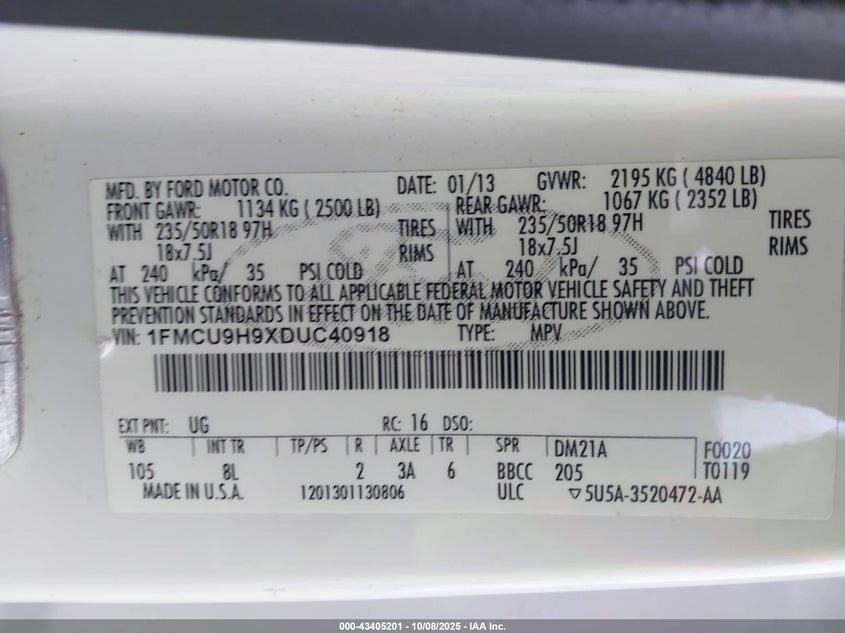 MFD. BY FORD MOTOR CO. DATE: 01/13 GVWR: 2195 KG ( 4840 LB)
FRONT GAWR: 1134 KG ( 2500 LB) REAR GAWR: 1067 KG ( 2352 LB)
WITH 235/50R18 97H TIRES WITH 235/50R18 97H TIRES
18x7.5J RIMS 18x7.5J RIMS
AT 240 kPa/ 35 PSI COLD AT 240 kPa/ 35 PSI COLD
THIS VEHICLE CONFORMS TO ALL APPLICABLE FEDERAL MOTOR VEHICLE SAFETY AND THEFT
PREVENTION STANDARDS IN EFFECT ON THE DATE OF MANUFACTURE SHOWN ABOVE.
VIN: 1FMCU9H9XDUC40918 TYPE: MPV
EXT PNT: UG RC: 16 DSO:
WB INT TR TP/PS R AXLE TR SPR DM21A F0020
105 8L 2 3A 6 BBCC 205 T0119
MADE IN U.S.A. 1201301130806 ULC ▽5U5A-3520472-AA
000-43405201 - 10/08/2025 - IAA Inc.